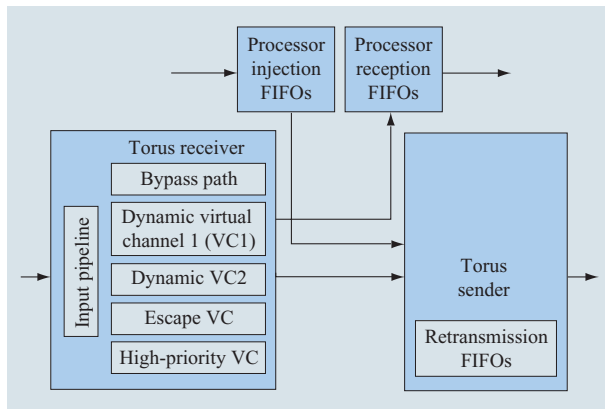 Processor
injection
FIFOs
Processor
reception
FIFOs
Torus receiver
Input pipeline
Bypass path
Dynamic virtual
channel 1 (VC1)
Dynamic VC2
Escape VC
High-priority VC
Torus
sender
Retransmission
FIFOs